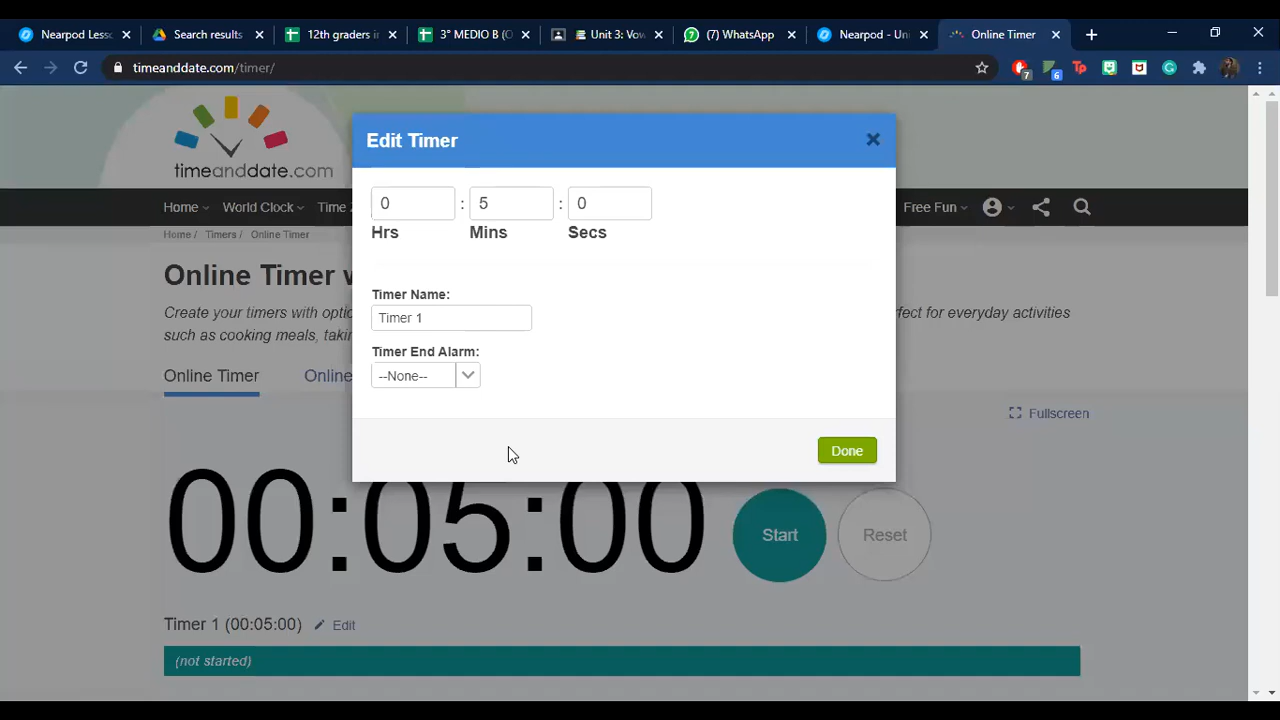 Nearpod Less
Search results
12th graders i
3° MEDIO B (
Unit 3: Vow
(7) WhatsApp
Nearpod - Un
Online Timer
timeanddate.com/timer/
7
6
timeanddate.com
Home
World Clock
Time
Free Fun
Home / Timers / Online Timer
Online Timer
Create your timers with optio
rfect for everyday activities
such as cooking meals, takin
Online Timer
Online
Fullscreen
Edit Timer
0 : 5 : 0
Hrs Mins Secs
Timer Name:
Timer 1
Timer End Alarm:
--None--
Done
00:05:00
Start
Reset
Timer 1 (00:05:00)
Edit
(not started)